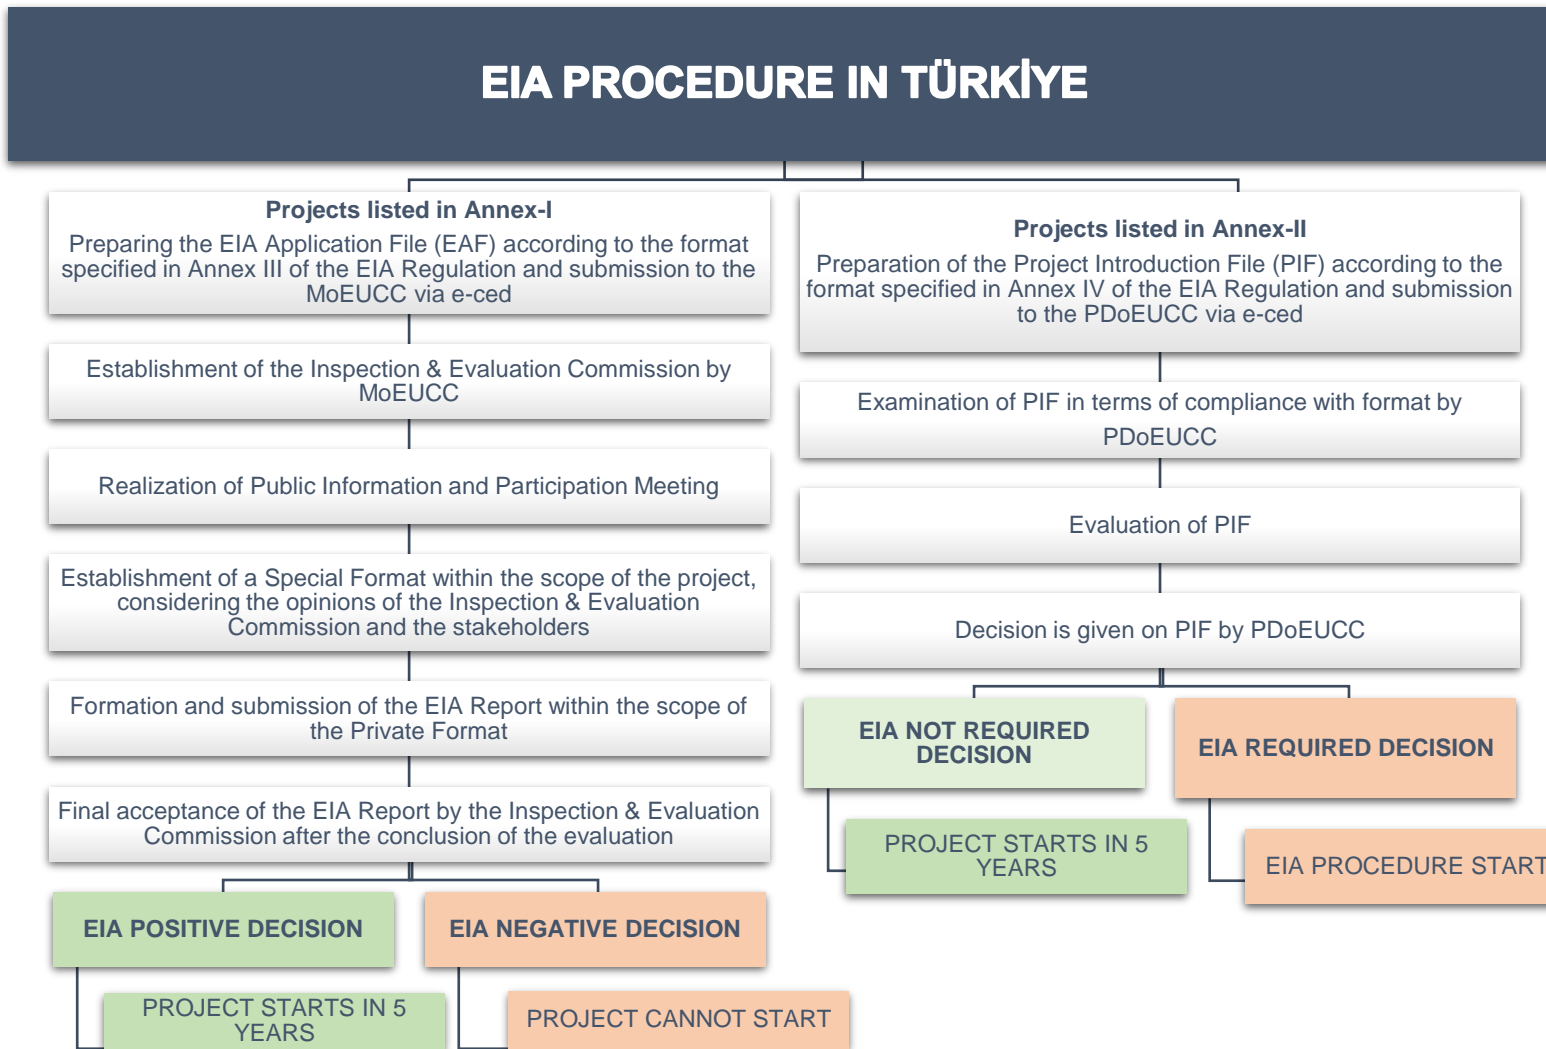 EIA PROCEDURE IN TÜRKİYE
Projects listed in Annex-I
Preparing the EIA Application File (EAF) according to the format
specified in Annex III of the EIA Regulation and submission to the
MoEUCC via e-ced
Establishment of the Inspection & Evaluation Commission by
MoEUCC
Realization of Public Information and Participation Meeting
Establishment of a Special Format within the scope of the project,
considering the opinions of the Inspection & Evaluation
Commission and the stakeholders
Formation and submission of the EIA Report within the scope of
the Private Format
Final acceptance of the EIA Report by the Inspection & Evaluation
Commission after the conclusion of the evaluation
EIA POSITIVE DECISION
PROJECT STARTS IN 5
YEARS
EIA NEGATIVE DECISION
PROJECT CANNOT START
Projects listed in Annex-II
Preparation of the Project Introduction File (PIF) according to the
format specified in Annex IV of the EIA Regulation and submission
to the PDoEUCC via e-ced
Examination of PIF in terms of compliance with format by
PDoEUCC
Evaluation of PIF
Decision is given on PIF by PDoEUCC
EIA NOT REQUIRED
DECISION
PROJECT STARTS IN 5
YEARS
EIA REQUIRED DECISION
EIA PROCEDURE START